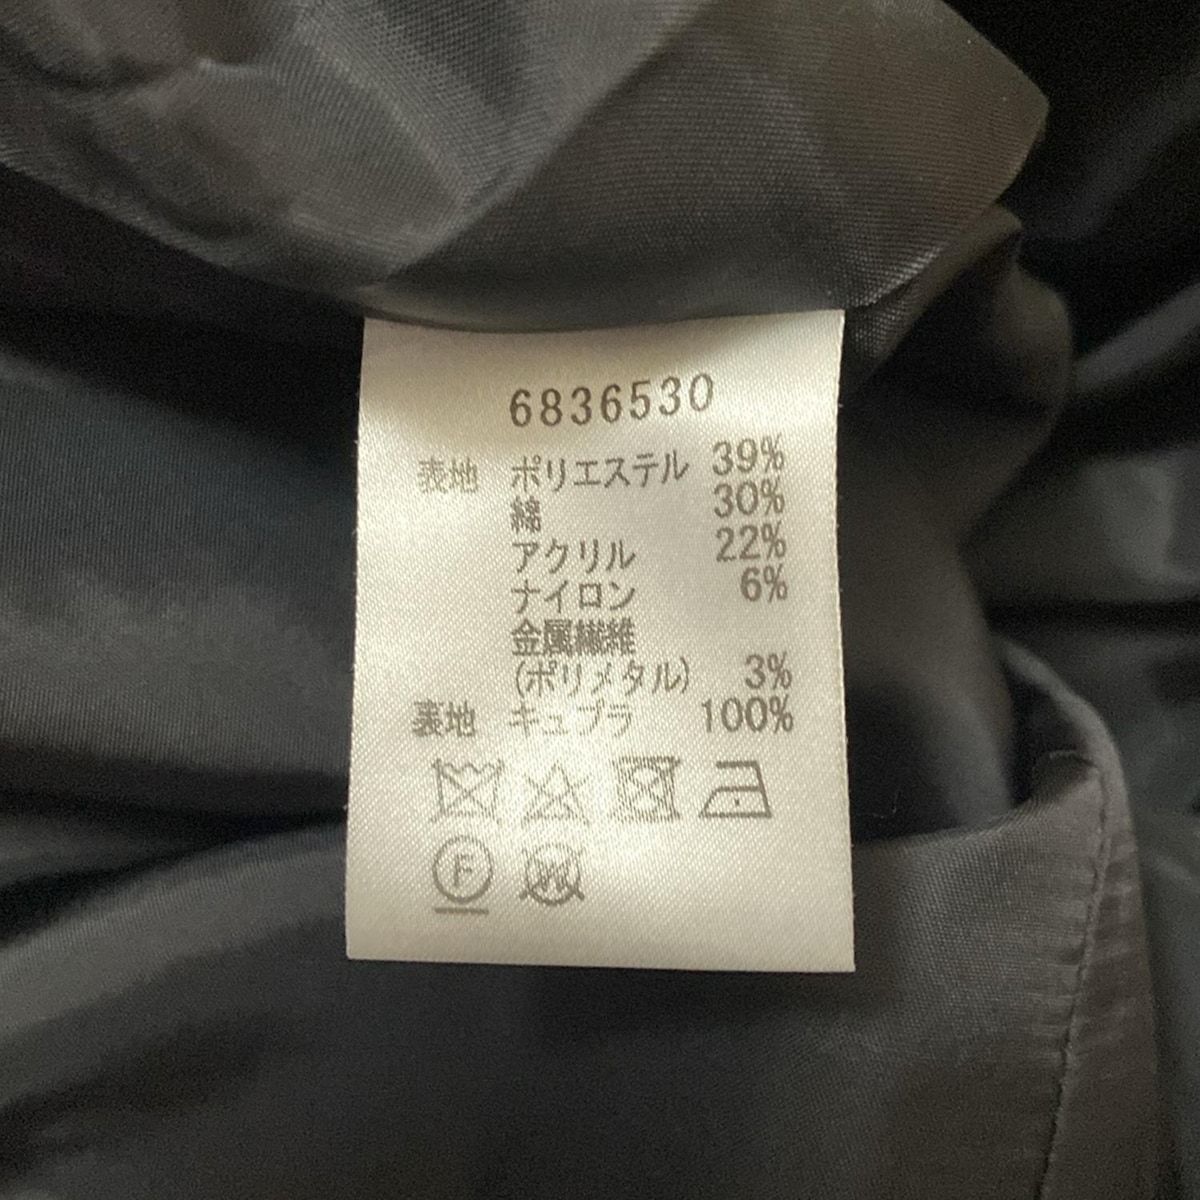 6836530
表地 ポリエステル 39%
綿 30%
アクリル 22%
ナイロン 6%
金属繊維
(ポリメタル) 3%
裏地 キュプラ 100%
F W